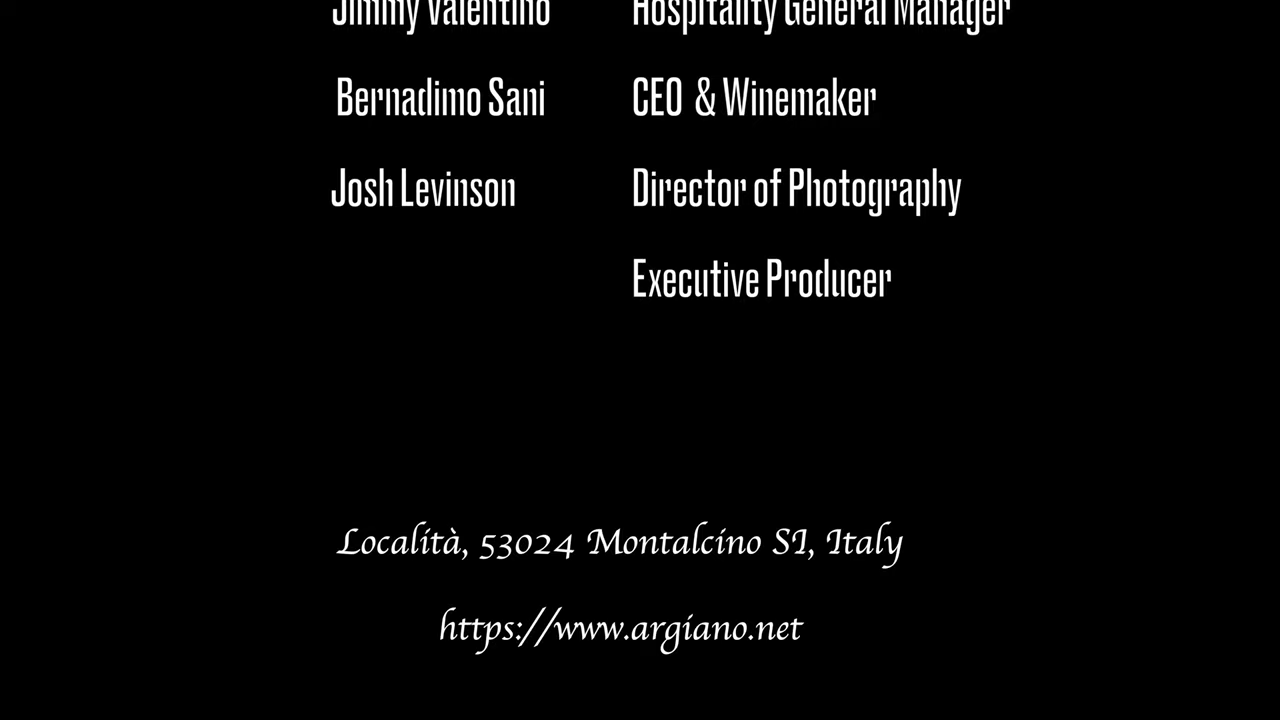 Jimmy Valentino Hospitality General Manager
Bernadimo Sani CEO & Winemaker
Josh Levinson Director of Photography
Executive Producer
Località, 53024 Montalcino SI, Italy
https://www.argiano.net